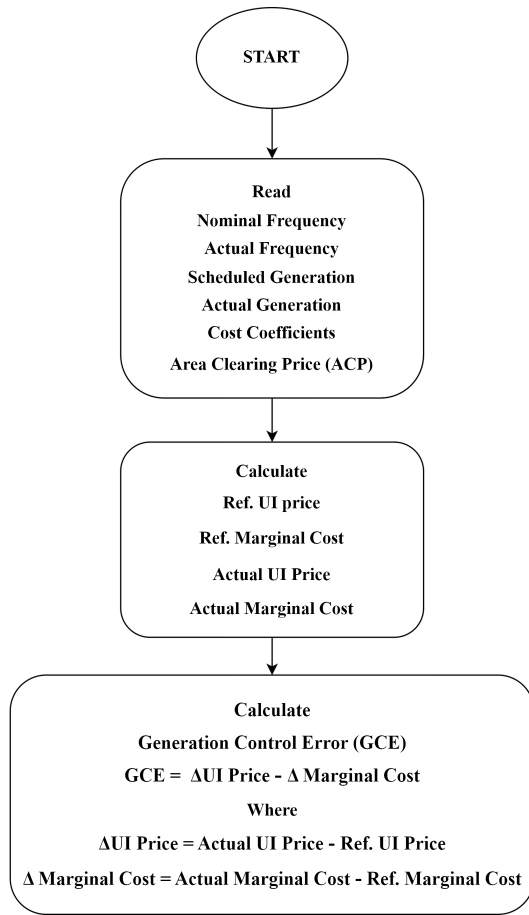 START
Read
Nominal Frequency
Actual Frequency
Scheduled Generation
Actual Generation
Cost Coefficients
Area Clearing Price (ACP)
Calculate
Ref. UI price
Ref. Marginal Cost
Actual UI Price
Actual Marginal Cost
Calculate
Generation Control Error (GCE)
GCE = ΔUI Price - Δ Marginal Cost
Where
ΔUI Price = Actual UI Price - Ref. UI Price
Δ Marginal Cost = Actual Marginal Cost - Ref. Marginal Cost